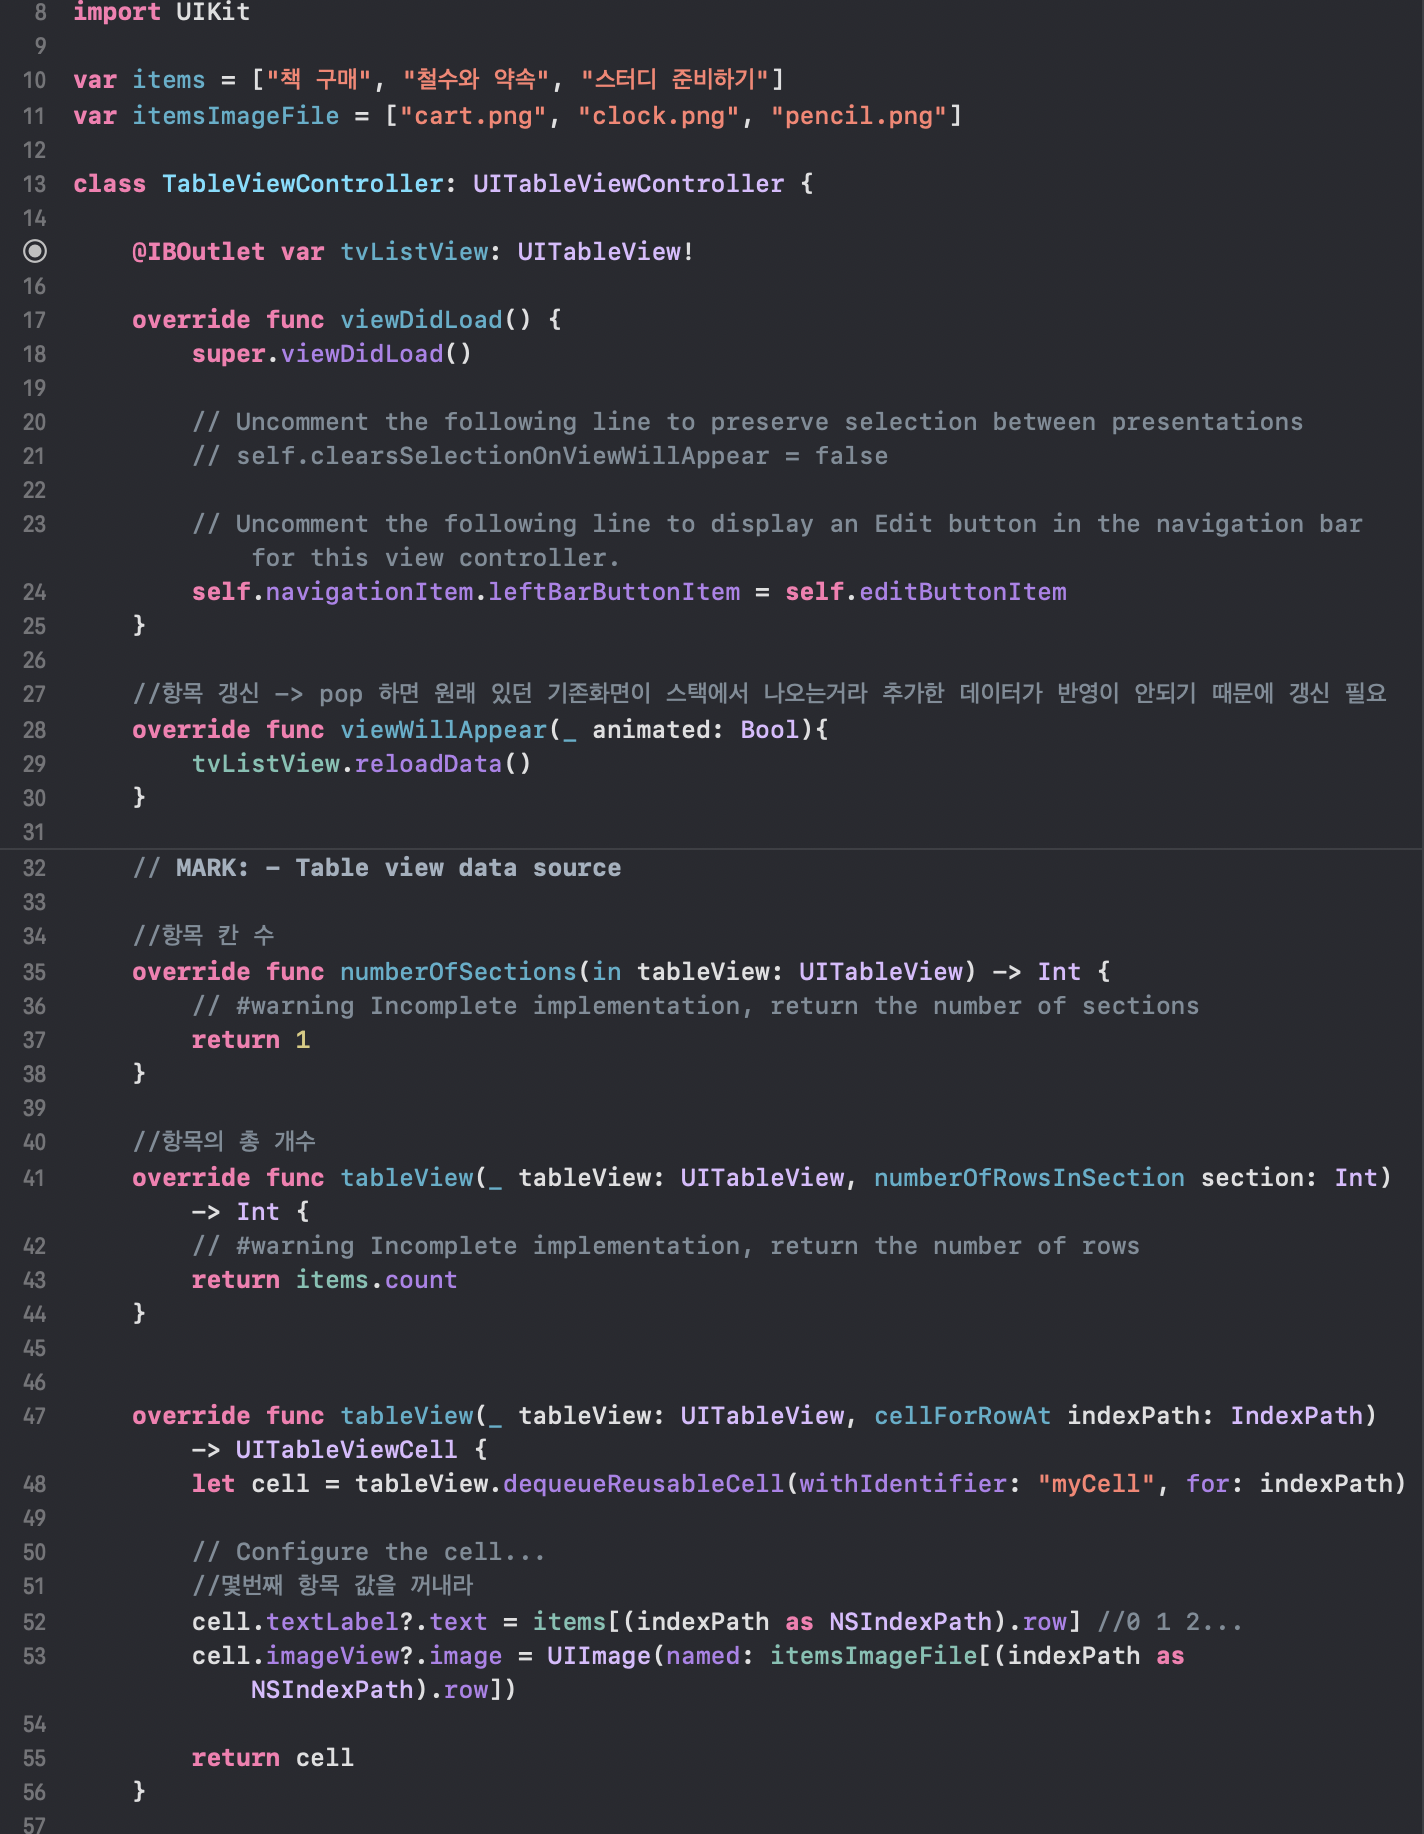 8 import UIKit
9
10 var items = ["책 구매", "철수와 약속", "스터디 준비하기"]
11 var itemsImageFile = ["cart.png", "clock.png", "pencil.png"]
12
13 class TableViewController: UITableViewController {
14
    @IBOutlet var tvListView: UITableView!
16
17     override func viewDidLoad() {
18         super.viewDidLoad()
19
20         // Uncomment the following line to preserve selection between presentations
21         // self.clearsSelectionOnViewWillAppear = false
22
23         // Uncomment the following line to display an Edit button in the navigation bar
            for this view controller.
24         self.navigationItem.leftBarButtonItem = self.editButtonItem
25     }
26
27     //항목 갱신 -> pop 하면 원래 있던 기존화면이 스택에서 나오는거라 추가한 데이터가 반영이 안되기 때문에 갱신 필요
28     override func viewWillAppear(_ animated: Bool){
29         tvListView.reloadData()
30     }
31
32     // MARK: - Table view data source
33
34     //항목 칸 수
35     override func numberOfSections(in tableView: UITableView) -> Int {
36         // #warning Incomplete implementation, return the number of sections
37         return 1
38     }
39
40     //항목의 총 개수
41     override func tableView(_ tableView: UITableView, numberOfRowsInSection section: Int)
        -> Int {
42         // #warning Incomplete implementation, return the number of rows
43         return items.count
44     }
45
46
47     override func tableView(_ tableView: UITableView, cellForRowAt indexPath: IndexPath)
        -> UITableViewCell {
48         let cell = tableView.dequeueReusableCell(withIdentifier: "myCell", for: indexPath)
49
50         // Configure the cell...
51         //몇번째 항목 값을 꺼내라
52         cell.textLabel?.text = items[(indexPath as NSIndexPath).row] //0 1 2...
53         cell.imageView?.image = UIImage(named: itemsImageFile[(indexPath as
            NSIndexPath).row])
54
55         return cell
56     }
57